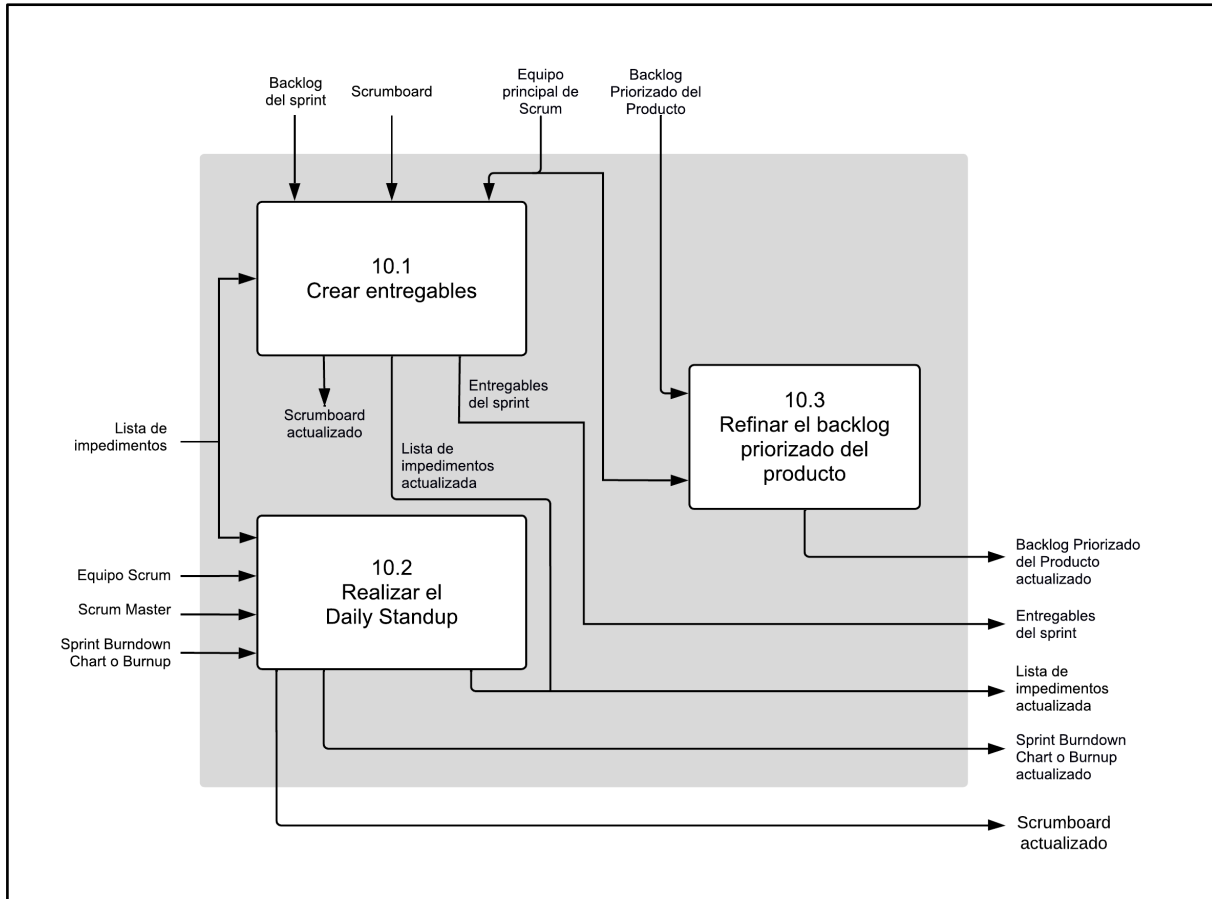 Backlog
del sprint
Scrumboard
Equipo
principal de
Scrum
Backlog
Priorizado del
Producto
10.1
Crear entregables
Entregables
del sprint
Scrumboard
actualizado
Lista de
impedimentos
Lista de
impedimentos
actualizada
10.3
Refinar el backlog
priorizado del
producto
10.2
Realizar el
Daily Standup
Equipo Scrum
Scrum Master
Sprint Burndown
Chart o Burnup
Backlog Priorizado
del Producto
actualizado
Entregables
del sprint
Lista de
impedimentos
actualizada
Sprint Burndown
Chart o Burnup
actualizado
Scrumboard
actualizado